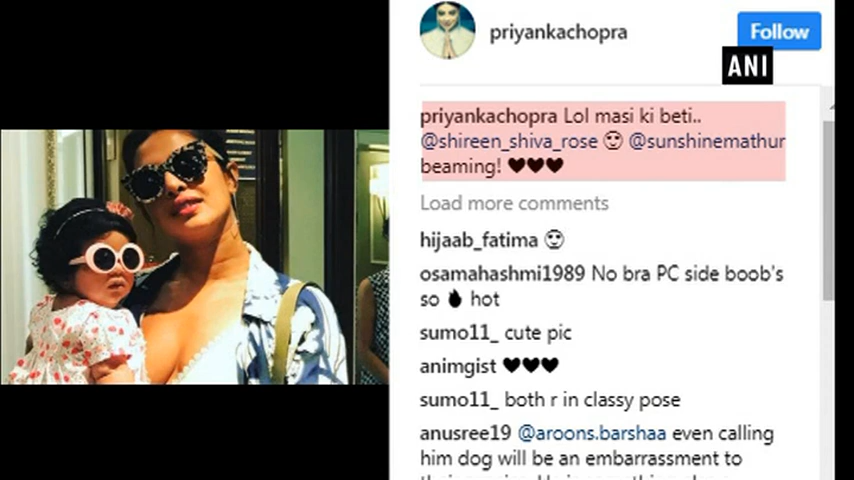 priyankachopra
Follow
ANI
priyankachopra Lol masi ki beti..
@shireen_shiva_rose @sunshinemathur
beaming! ♥♥♥
Load more comments
hijaab_fatima
osamahashmi1989 No bra PC side boob's
so 🔥 hot
sumo11_ cute pic
animgist ♥♥♥
sumo11_ both r in classy pose
anusree19 @aroons.barshaa even calling
him dog will be an embarrassment to